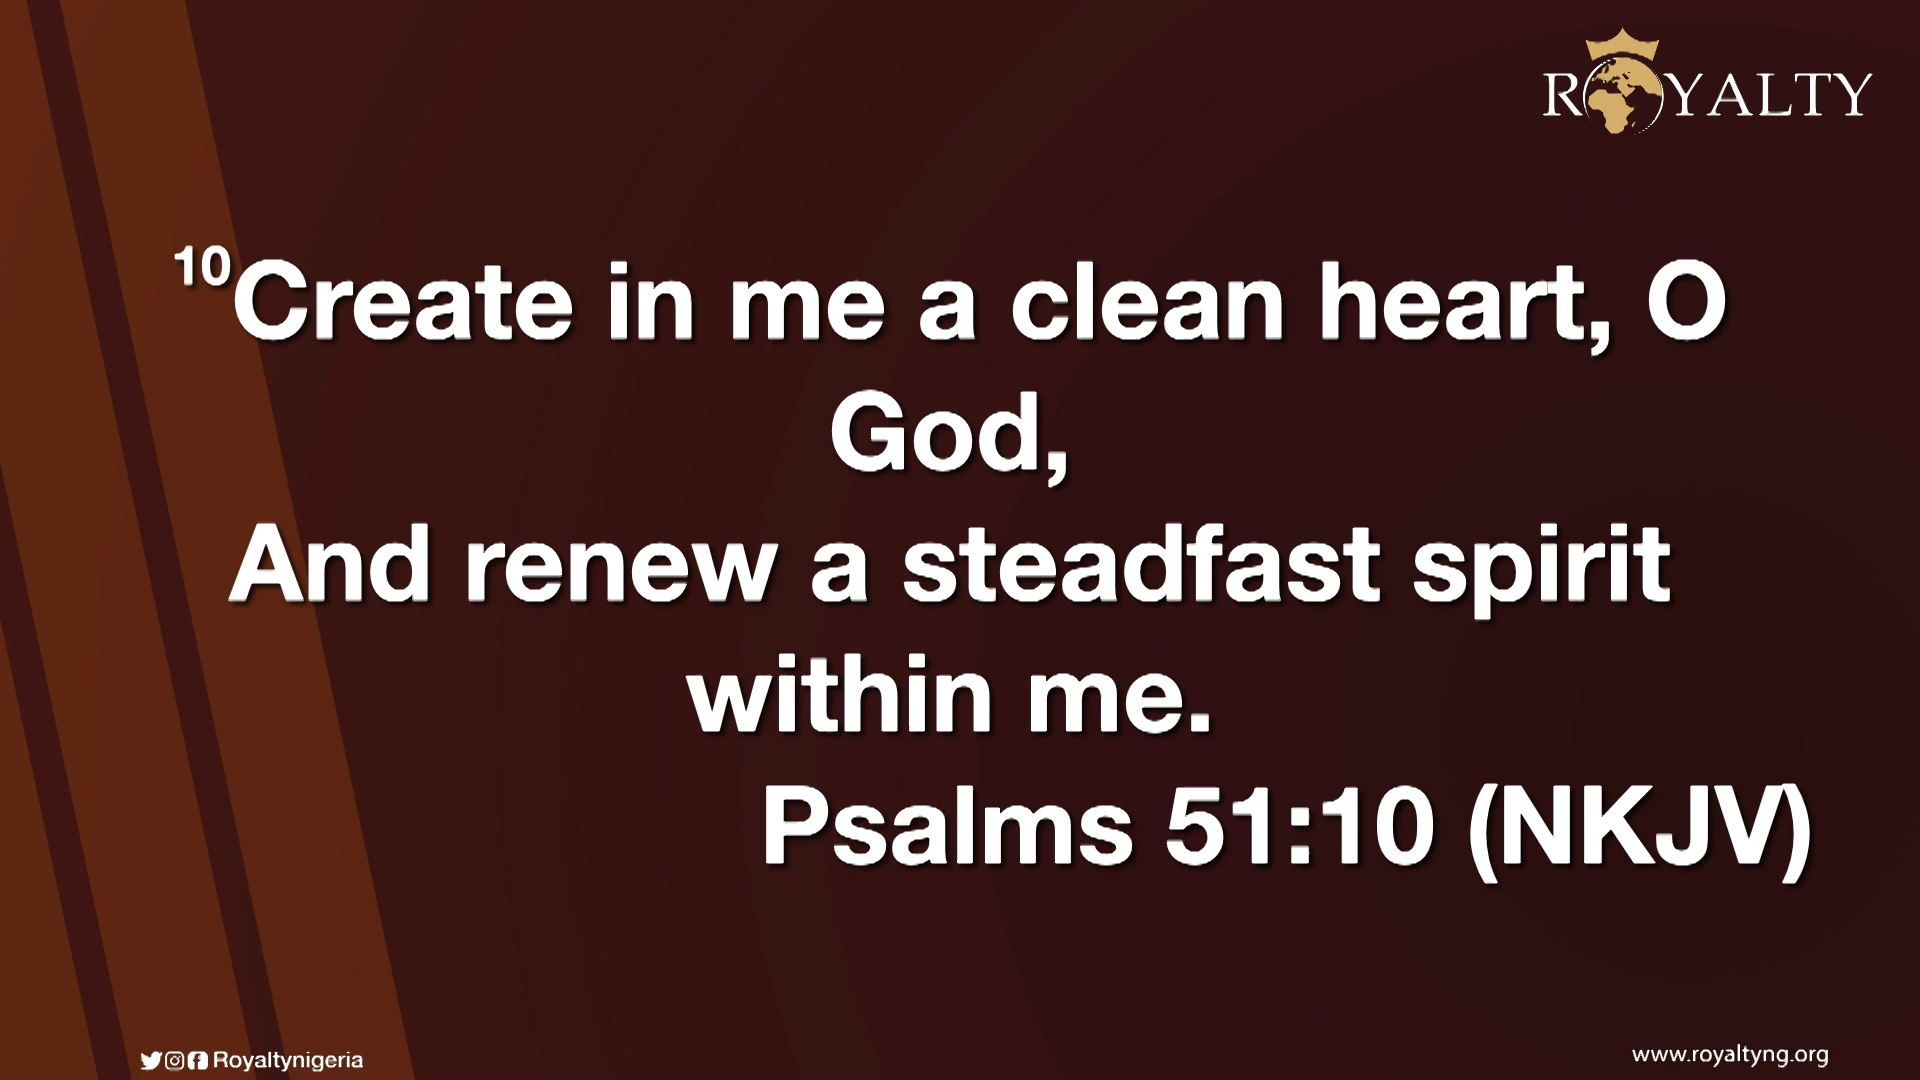 ROYALTY
10Create in me a clean heart, O
God,
And renew a steadfast spirit
within me.
Psalms 51:10 (NKJV)
Royaltynigeria
www.royaltyng.org